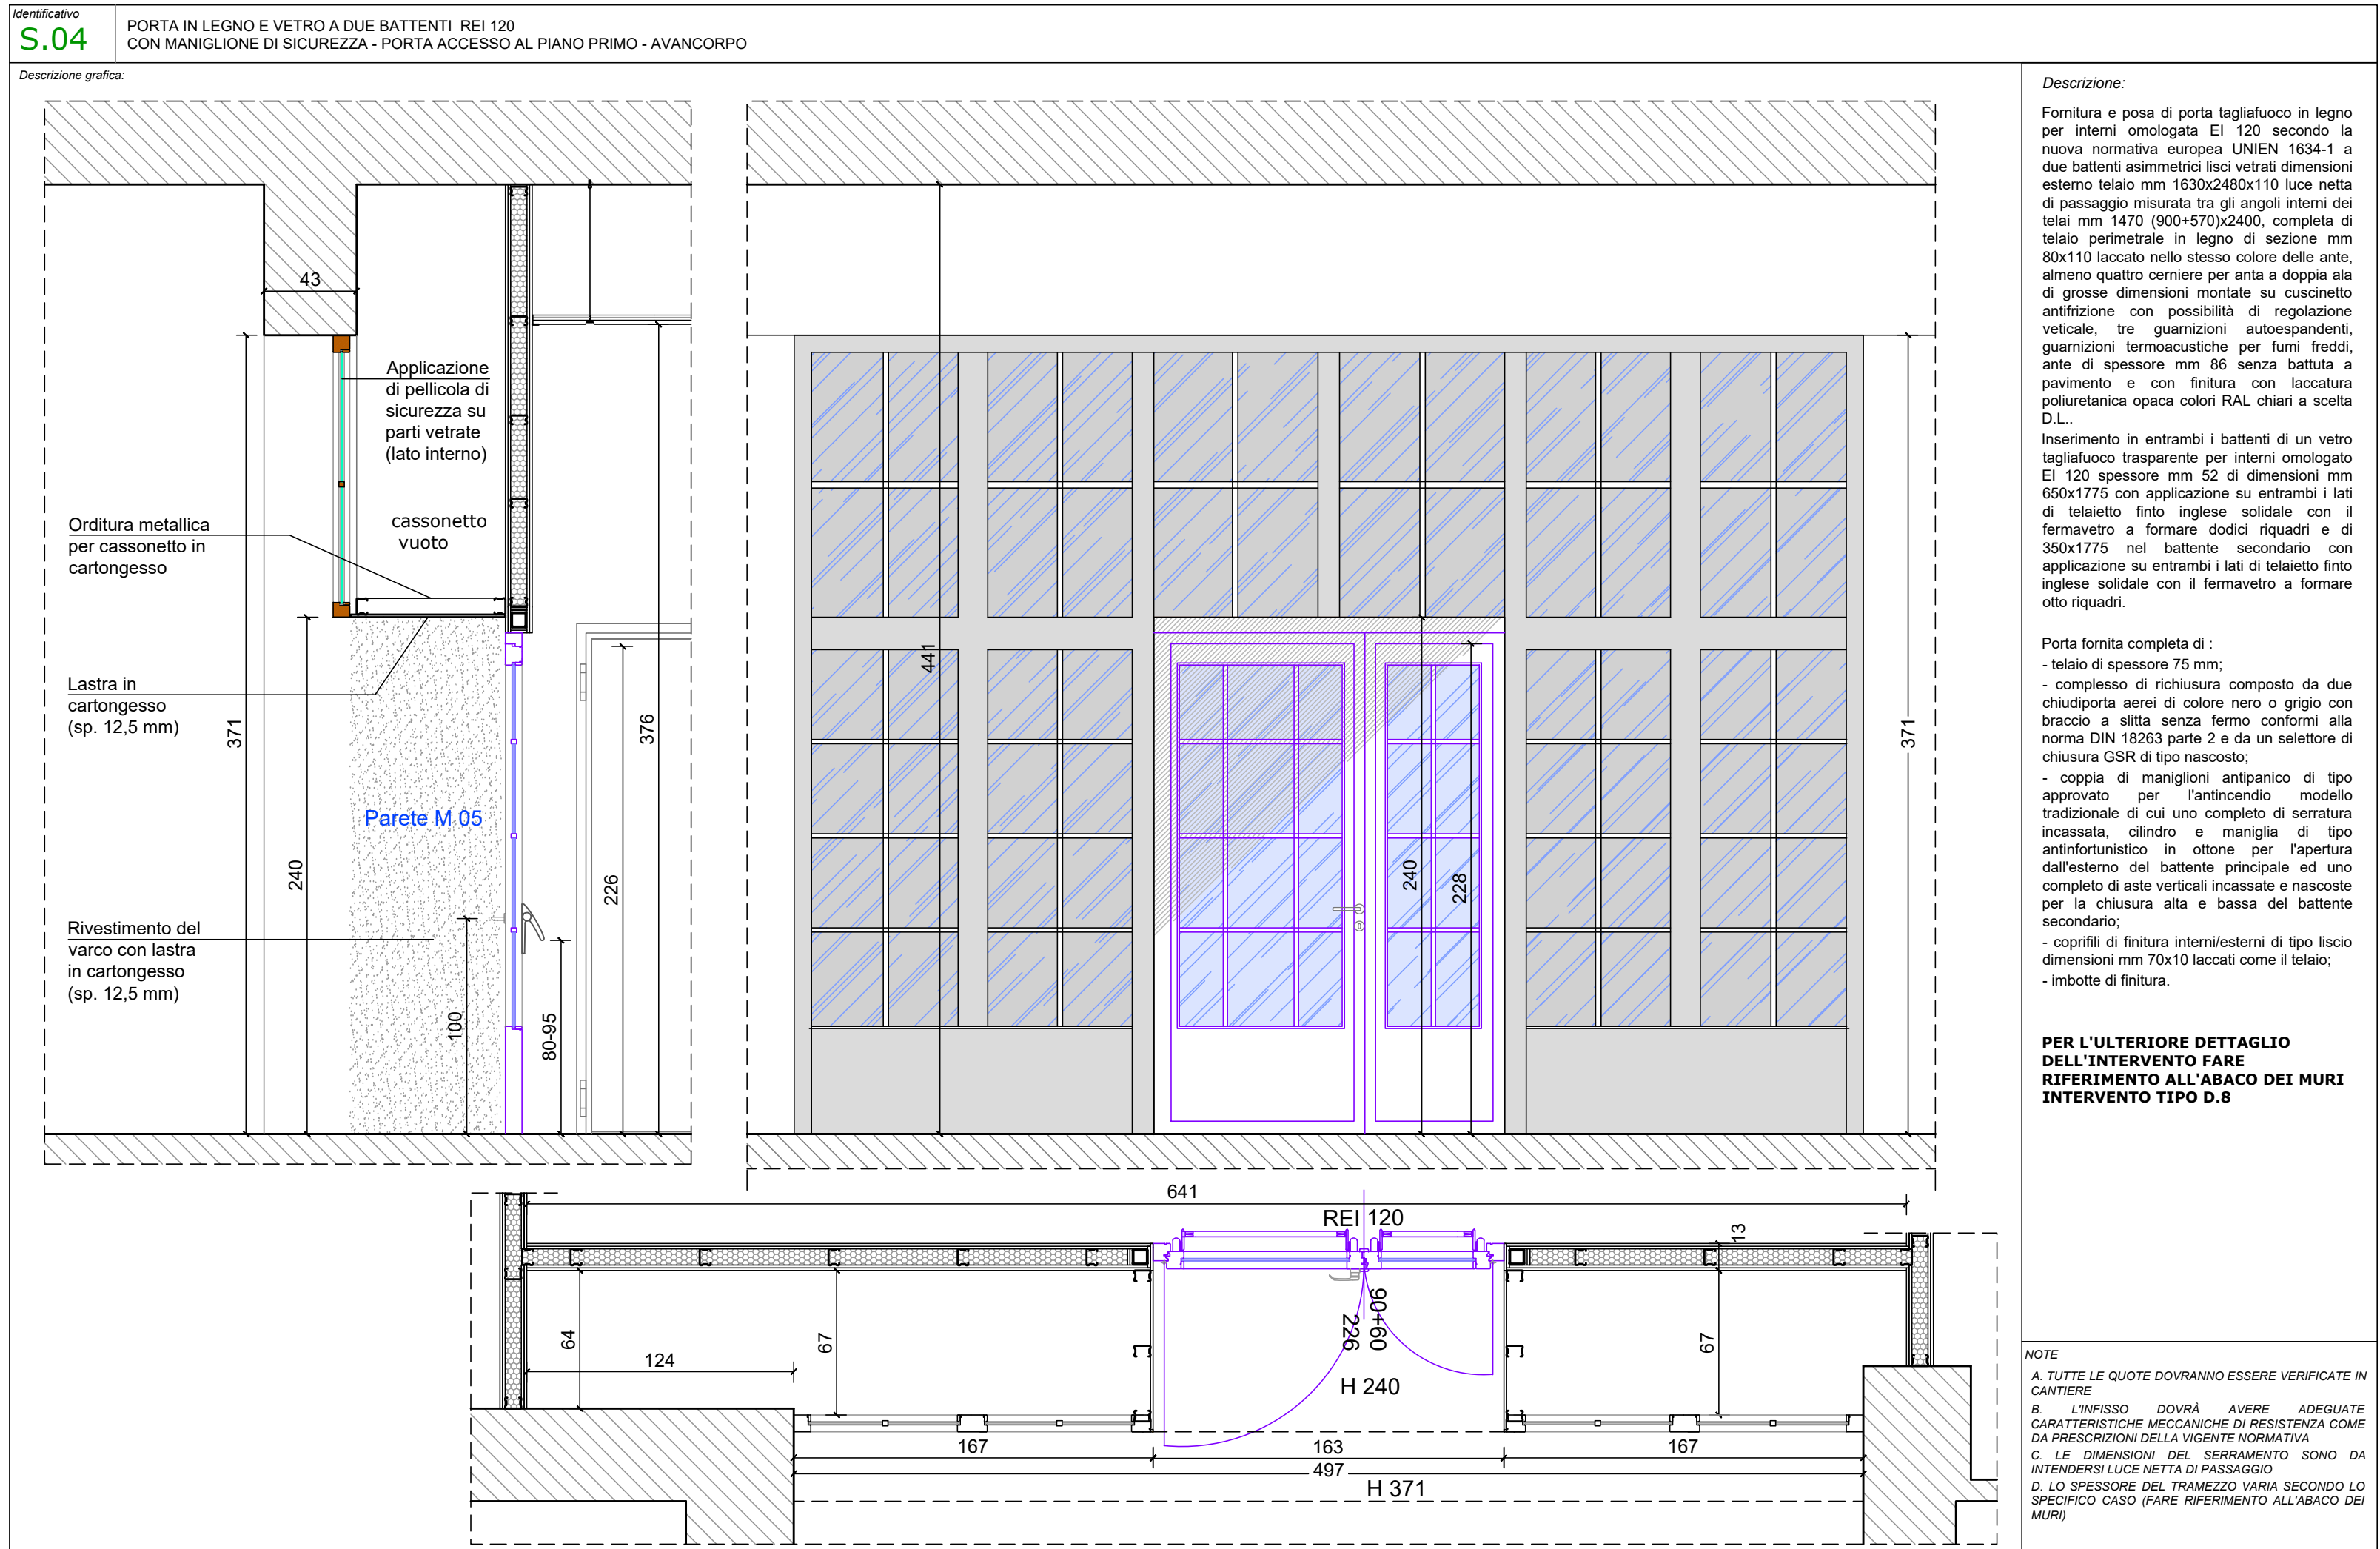 Identificativo
S.04
PORTA IN LEGNO E VETRO A DUE BATTENTI  REI 120
CON MANIGLIONE DI SICUREZZA - PORTA ACCESSO AL PIANO PRIMO - AVANCORPO
Descrizione grafica:
43
Applicazione
di pellicola di
sicurezza su
parti vetrate
(lato interno)
Orditura metallica
per cassonetto in
cartongesso
cassonetto
vuoto
Lastra in
cartongesso
(sp. 12,5 mm)
371
376
Parete M 05
240
226
Rivestimento del
varco con lastra
in cartongesso
(sp. 12,5 mm)
100
80-95
441
371
240
228
641
REI 120
13
64
67
124
90+60
226
67
H 240
167
163
167
497
H 371
Descrizione:
Fornitura e posa di porta tagliafuoco in legno
per interni omologata EI 120 secondo la
nuova normativa europea UNIEN 1634-1 a
due battenti asimmetrici lisci vetrati dimensioni
esterno telaio mm 1630x2480x110 luce netta
di passaggio misurata tra gli angoli interni dei
telai mm 1470 (900+570)x2400, completa di
telaio perimetrale in legno di sezione mm
80x110 laccato nello stesso colore delle ante,
almeno quattro cerniere per anta a doppia ala
di grosse dimensioni montate su cuscinetto
antifrizione con possibilità di regolazione
veticale, tre guarnizioni autoespandenti,
guarnizioni termoacustiche per fumi freddi,
ante di spessore mm 86 senza battuta a
pavimento e con finitura con laccatura
poliuretanica opaca colori RAL chiari a scelta
D.L..
Inserimento in entrambi i battenti di un vetro
tagliafuoco trasparente per interni omologato
EI 120 spessore mm 52 di dimensioni mm
650x1775 con applicazione su entrambi i lati
di telaietto finto inglese solidale con il
fermavetro a formare dodici riquadri e di
350x1775 nel battente secondario con
applicazione su entrambi i lati di telaietto finto
inglese solidale con il fermavetro a formare
otto riquadri.
Porta fornita completa di :
- telaio di spessore 75 mm;
- complesso di richiusura composto da due
chiudiporta aerei di colore nero o grigio con
braccio a slitta senza fermo conformi alla
norma DIN 18263 parte 2 e da un selettore di
chiusura GSR di tipo nascosto;
- coppia di maniglioni antipanico di tipo
approvato per l'antincendio modello
tradizionale di cui uno completo di serratura
incassata, cilindro e maniglia di tipo
antinfortunistico in ottone per l'apertura
dall'esterno del battente principale ed uno
completo di aste verticali incassate e nascoste
per la chiusura alta e bassa del battente
secondario;
- coprifili di finitura interni/esterni di tipo liscio
dimensioni mm 70x10 laccati come il telaio;
- imbotte di finitura.
PER L'ULTERIORE DETTAGLIO
DELL'INTERVENTO FARE
RIFERIMENTO ALL'ABACO DEI MURI
INTERVENTO TIPO D.8
NOTE
A. TUTTE LE QUOTE DOVRANNO ESSERE VERIFICATE IN
CANTIERE
B. L'INFISSO DOVRÀ AVERE ADEGUATE
CARATTERISTICHE MECCANICHE DI RESISTENZA COME
DA PRESCRIZIONI DELLA VIGENTE NORMATIVA
C. LE DIMENSIONI DEL SERRAMENTO SONO DA
INTENDERSI LUCE NETTA DI PASSAGGIO
D. LO SPESSORE DEL TRAMEZZO VARIA SECONDO LO
SPECIFICO CASO (FARE RIFERIMENTO ALL'ABACO DEI
MURI)